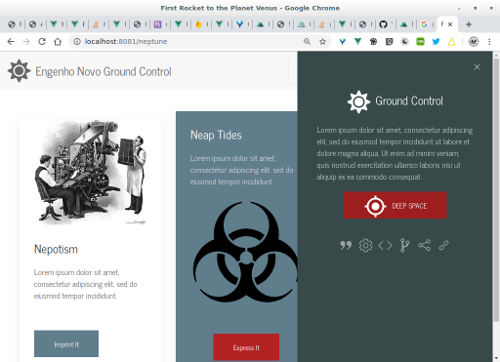 First Rocket to the Planet Venus - Google Chrome
localhost:8081/neptune
Engenho Novo Ground Control
Nepotism
Lorem ipsum dolor sit amet,
consectetur adipiscing elit, sed do
eiusmod tempor incididunt.
Imprint It
Neap Tides
Lorem ipsum dolor sit amet,
consectetur adipiscing elit, sed do
eiusmod tempor incididunt.
Express It
Ground Control
Lorem ipsum dolor sit amet, consectetur adipiscing
elit, sed do eiusmod tempor incididunt ut labore et
dolore magna aliqua. Ut enim ad minim veniam,
quis nostrud exercitation ullamco laboris nisi ut
aliquip ex ea commodo consequat.
DEEP SPACE